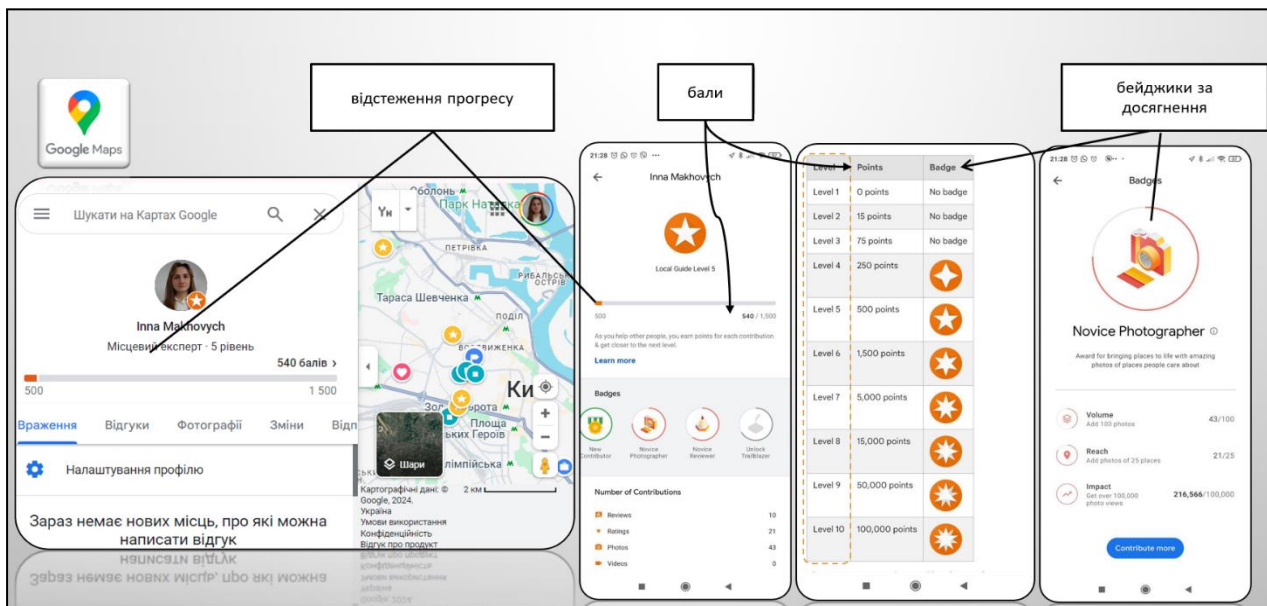 Google Maps
відстеження прогресу
бали
бейджики за
досягнення
Шукати на Картах Google
Inna Makhovych
Місцевий експерт · 5 рівень
540 балів ›
500
1 500
Враження Відгуки Фотографії Зміни
Налаштування профілю
Зараз немає нових місць, про які можна
написати відгук
Оболонь
ПЕТРІВКА
Тараса Шевченка
ПОДІЛ
Площа
Шари
Картографічні дані: ©
Google, 2024.
Україна
Умови використання
Конфіденційність
Відгук про продукт
2 км
21:28
Inna Makhovych
Local Guide Level 5
500
540 / 1,500
As you help other people, you earn points for each contribution
& get closer to the next level.
Learn more
Badges
New
Contributor
Novice
Photographer
Novice
Reviewer
Unlock
Trailblazer
Number of Contributions
Reviews 10
Ratings 21
Photos 43
Videos 0
Level Points Badge
Level 1 0 points No badge
Level 2 15 points No badge
Level 3 75 points No badge
Level 4 250 points
Level 5 500 points
Level 6 1,500 points
Level 7 5,000 points
Level 8 15,000 points
Level 9 50,000 points
Level 10 100,000 points
21:28
Badges
Novice Photographer
Award for bringing places to life with amazing
photos of places people care about
Volume
Add 100 photos
43/100
Reach
Add photos of 25 places
21/25
Impact
Get over 100,000
photo views
216,566/100,000
Contribute more